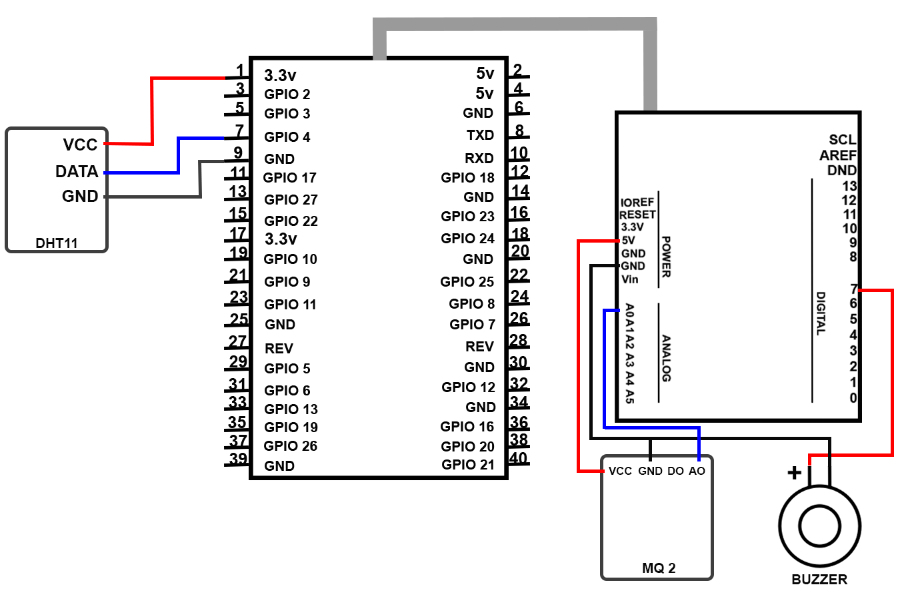 VCC
DATA
GND
DHT11
1 3.3v 5v 2
3 GPIO 2 5v 4
5 GPIO 3 GND 6
7 GPIO 4 TXD 8
9 GND RXD 10
11 GPIO 17 GPIO 18 12
13 GPIO 27 GND 14
15 GPIO 22 GPIO 23 16
17 3.3v GPIO 24 18
19 GPIO 10 GND 20
21 GPIO 9 GPIO 25 22
23 GPIO 11 GPIO 8 24
25 GND GPIO 7 26
27 REV REV 28
29 GPIO 5 GND 30
31 GPIO 6 GPIO 12 32
33 GPIO 13 GND 34
35 GPIO 19 GPIO 16 36
37 GPIO 26 GPIO 20 38
39 GND GPIO 21 40
SCL
AREF
DND
13
12
11
10
9
8
7
6
5
4
3
2
1
0
DIGITAL
IOREF
RESET
3.3V
5V
GND
GND
Vin
POWER
A0 A1 A2 A3 A4 A5
ANALOG
VCC GND DO AO
MQ 2
+
BUZZER